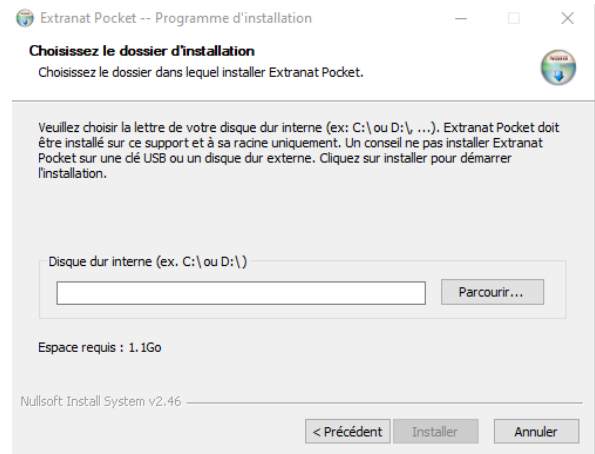 Extranat Pocket -- Programme d'installation
Choisissez le dossier d'installation
Choisissez le dossier dans lequel installer Extranat Pocket.
Veuillez choisir la lettre de votre disque dur interne (ex: C:\ ou D:\, ...). Extranat Pocket doit
être installé sur ce support et à sa racine uniquement. Un conseil ne pas installer Extranat
Pocket sur une clé USB ou un disque dur externe. Cliquez sur installer pour démarrer
l'installation.
Disque dur interne (ex. C:\ ou D:\ )
Parcourir...
Espace requis : 1.1Go
Nullsoft Install System v2.46
< Précédent
Installer
Annuler